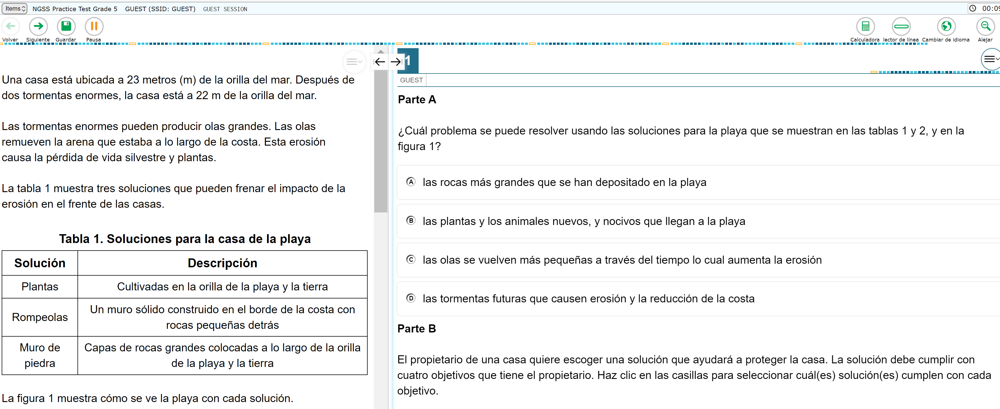 Items NGSS Practice Test Grade 5 GUEST (SSID: GUEST) GUEST SESSION
Volver Siguiente Guardar Pausa
Calculadora lector de línea Cambiar de idioma Alejar
Una casa está ubicada a 23 metros (m) de la orilla del mar. Después de
dos tormentas enormes, la casa está a 22 m de la orilla del mar.
Las tormentas enormes pueden producir olas grandes. Las olas
remueven la arena que estaba a lo largo de la costa. Esta erosión
causa la pérdida de vida silvestre y plantas.
La tabla 1 muestra tres soluciones que pueden frenar el impacto de la
erosión en el frente de las casas.
Tabla 1. Soluciones para la casa de la playa
Solución Descripción
Plantas Cultivadas en la orilla de la playa y la tierra
Rompeolas Un muro sólido construido en el borde de la costa con
rocas pequeñas detrás
Muro de Capas de rocas grandes colocadas a lo largo de la orilla
piedra de la playa y la tierra
La figura 1 muestra cómo se ve la playa con cada solución.
1
GUEST
Parte A
¿Cuál problema se puede resolver usando las soluciones para la playa que se muestran en las tablas 1 y 2, y en la
figura 1?
A las rocas más grandes que se han depositado en la playa
B las plantas y los animales nuevos, y nocivos que llegan a la playa
C las olas se vuelven más pequeñas a través del tiempo lo cual aumenta la erosión
D las tormentas futuras que causen erosión y la reducción de la costa
Parte B
El propietario de una casa quiere escoger una solución que ayudará a proteger la casa. La solución debe cumplir con
cuatro objetivos que tiene el propietario. Haz clic en las casillas para seleccionar cuál(es) solución(es) cumplen con cada
objetivo.